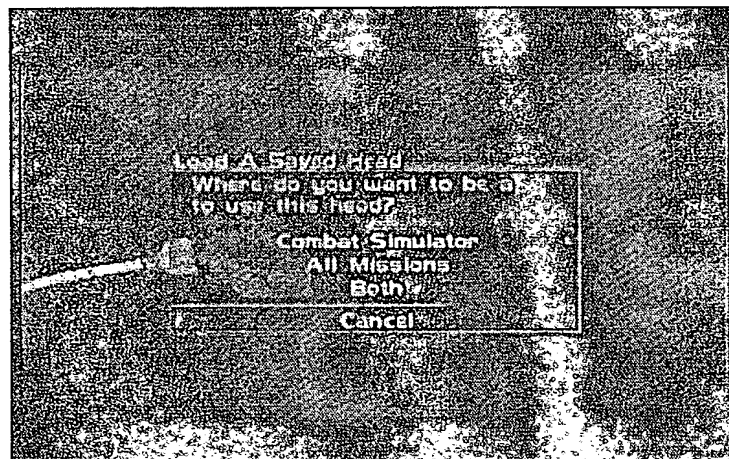 Load A Saved Head
Where do you want to be a
to use this head?
Combat Simulator
All Missions
Both
Cancel